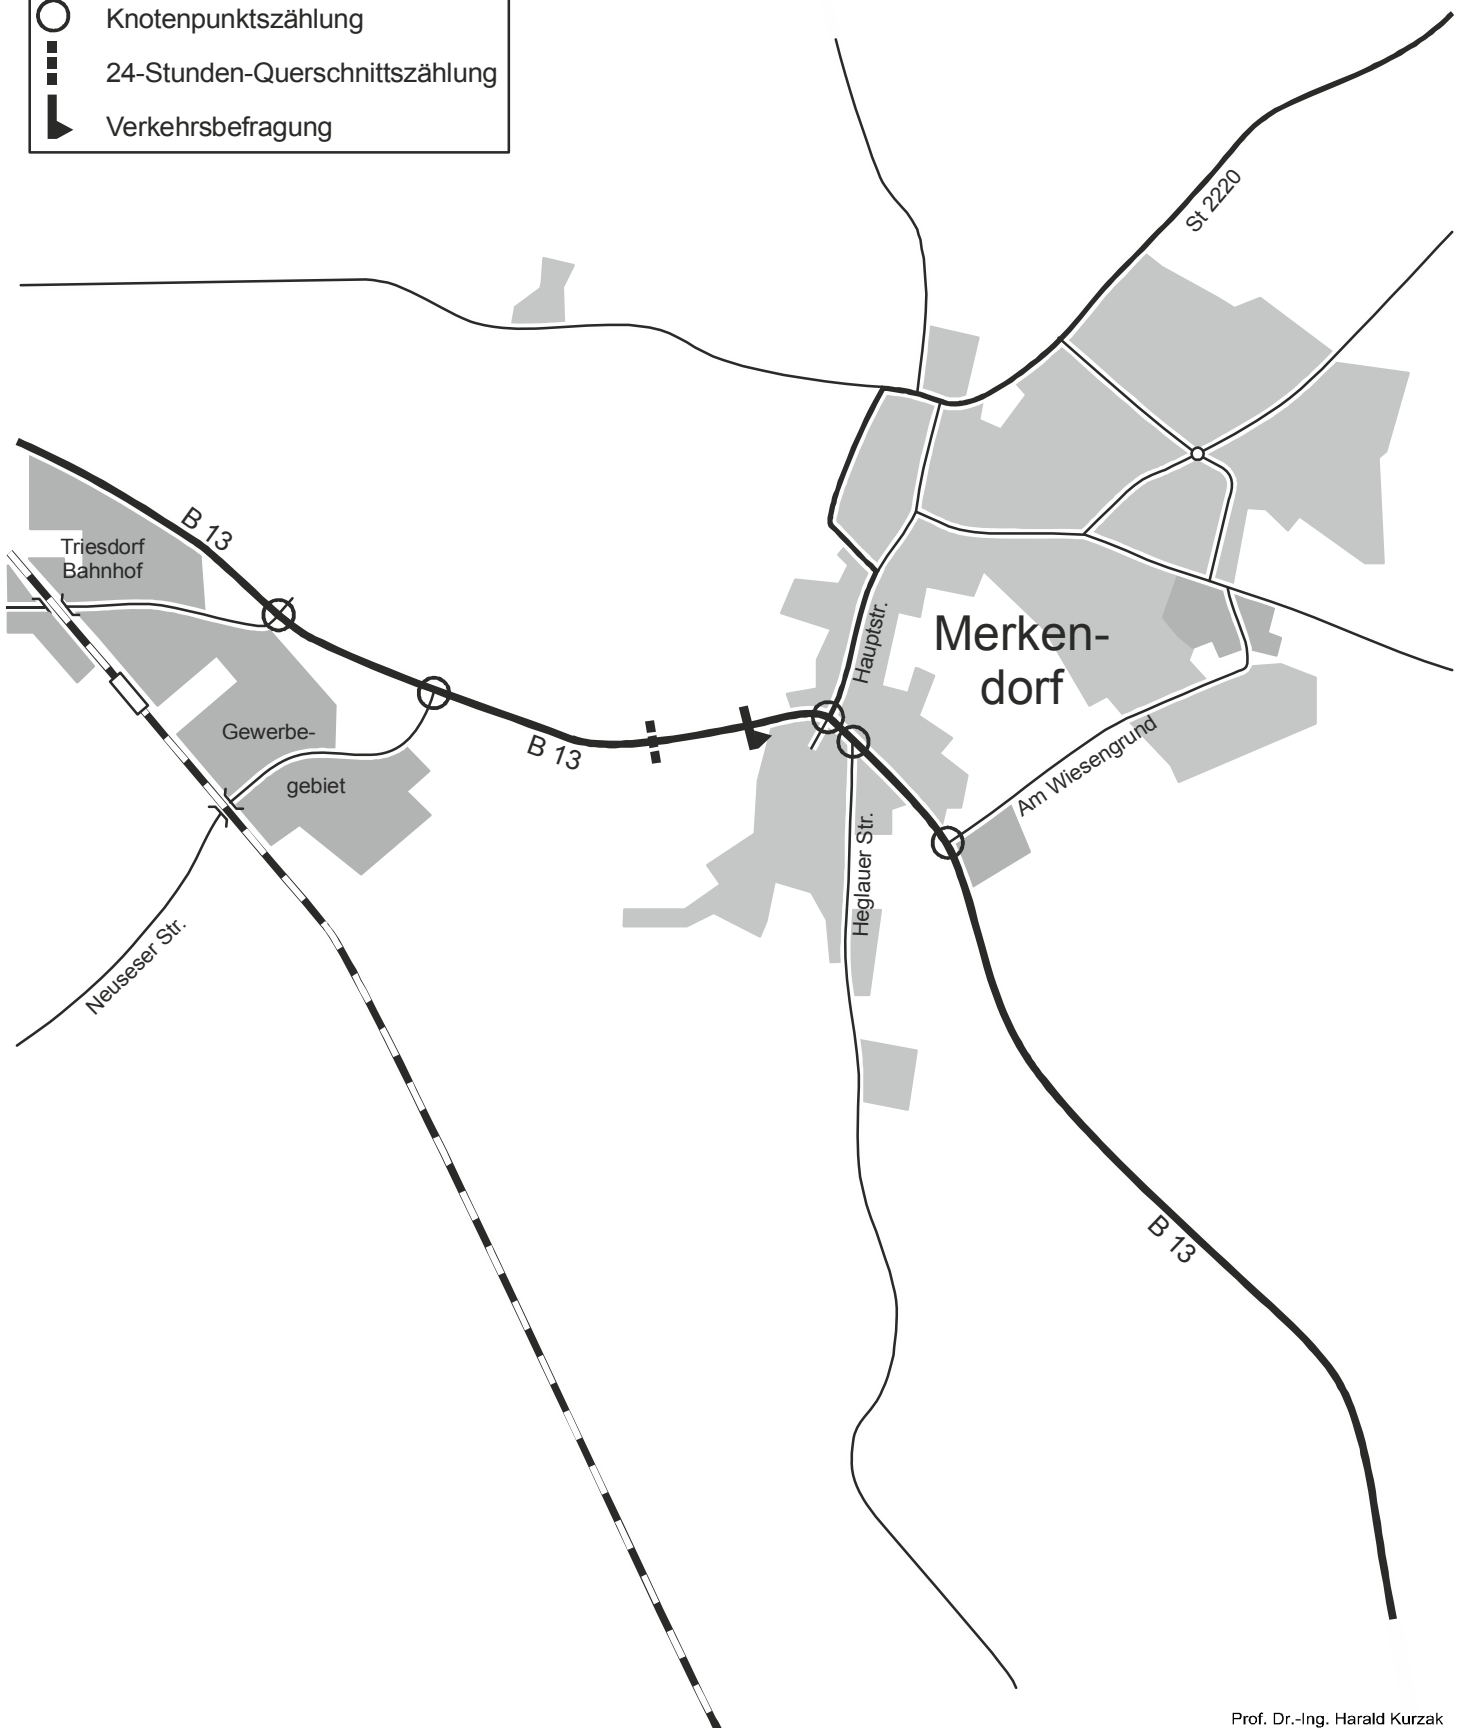 Knotenpunktszählung
24-Stunden-Querschnittszählung
Verkehrsbefragung
St 2220
B 13
Triesdorf
Bahnhof
Hauptstr.
Merken-
dorf
Gewerbe-
gebiet
B 13
Am Wiesengrund
Heglauer Str.
Neuseser Str.
B 13
Prof. Dr.-Ing. Harald Kurzak